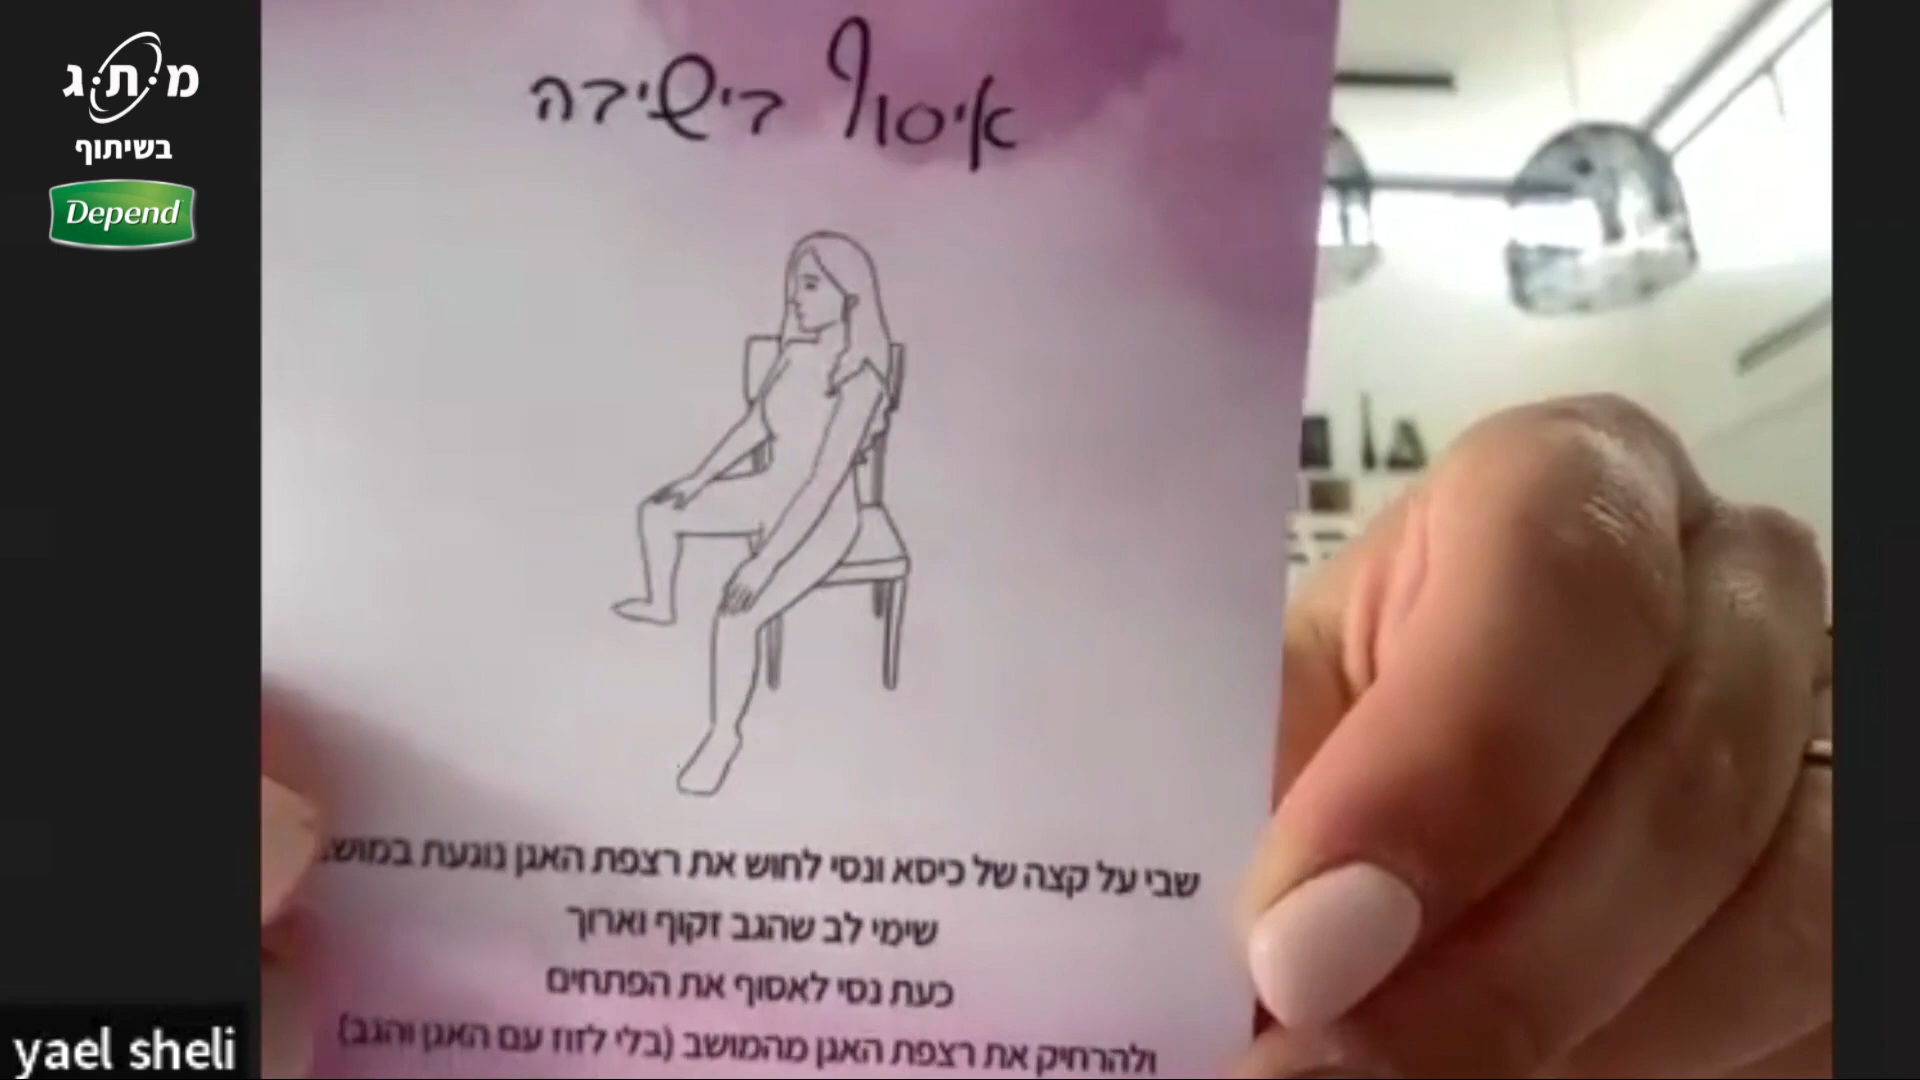 מ.ת.ג
בשיתוף
Depend
איסוף בישיבה
שבי על קצה של כיסא ונסי לחוש את רצפת האגן נוגעת
שימי לב שהגב זקוף וארוך
כעת נסי לאסוף את הפתחים
ולהרחיק את רצפת האגן מהמושב (בלי לזוז עם האגן והגב)
yael sheli